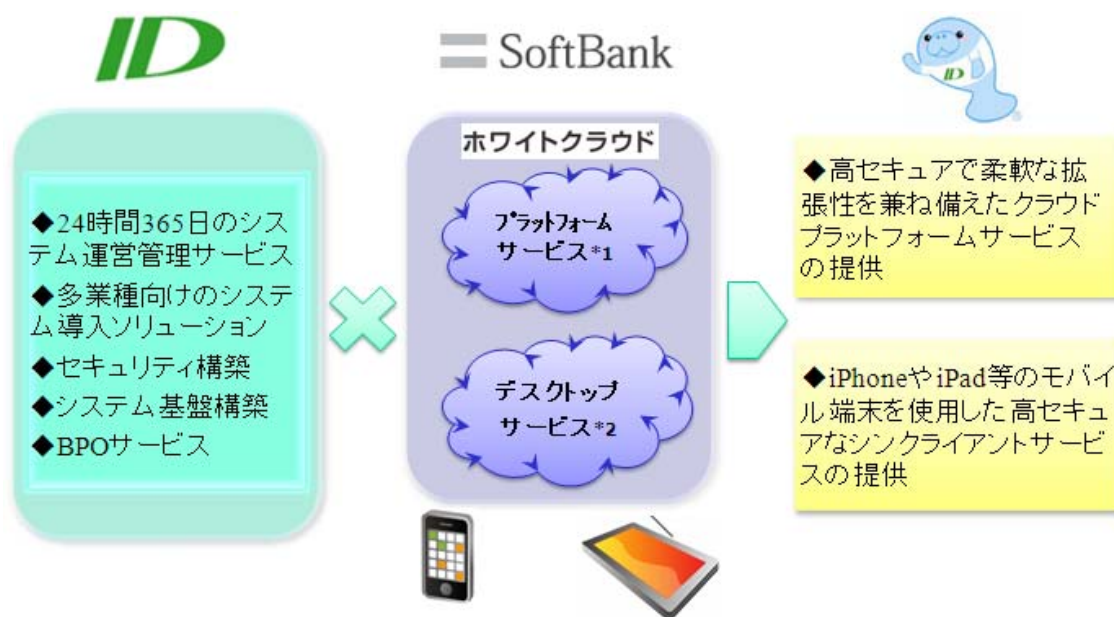 ID
SoftBank
ID
◆24時間365日のシス
テム運営管理サービス
◆多業種向けのシステ
ム導入ソリューション
◆セキュリティ構築
◆システム基盤構築
◆BPOサービス
ホワイトクラウド
プラットフォーム
サービス*1
デスクトップ
サービス*2
◆高セキュアで柔軟な拡
張性を兼ね備えたクラウド
プラットフォームサービス
の提供
◆iPhoneやiPad等のモバイ
ル端末を使用した高セキュ
アなシンクライアントサービ
スの提供